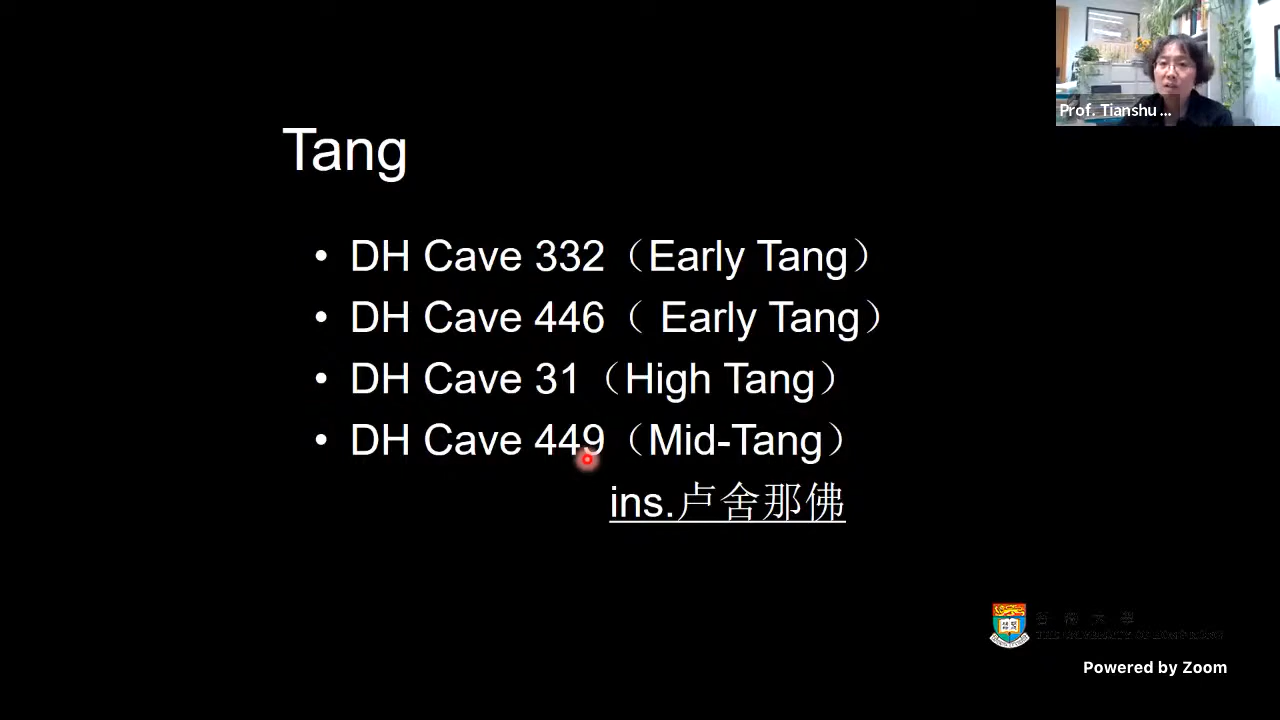 Prof. Tianshu ...
Tang
• DH Cave 332（Early Tang）
• DH Cave 446（ Early Tang）
• DH Cave 31（High Tang）
• DH Cave 449（Mid-Tang）
ins.卢舍那佛
Powered by Zoom